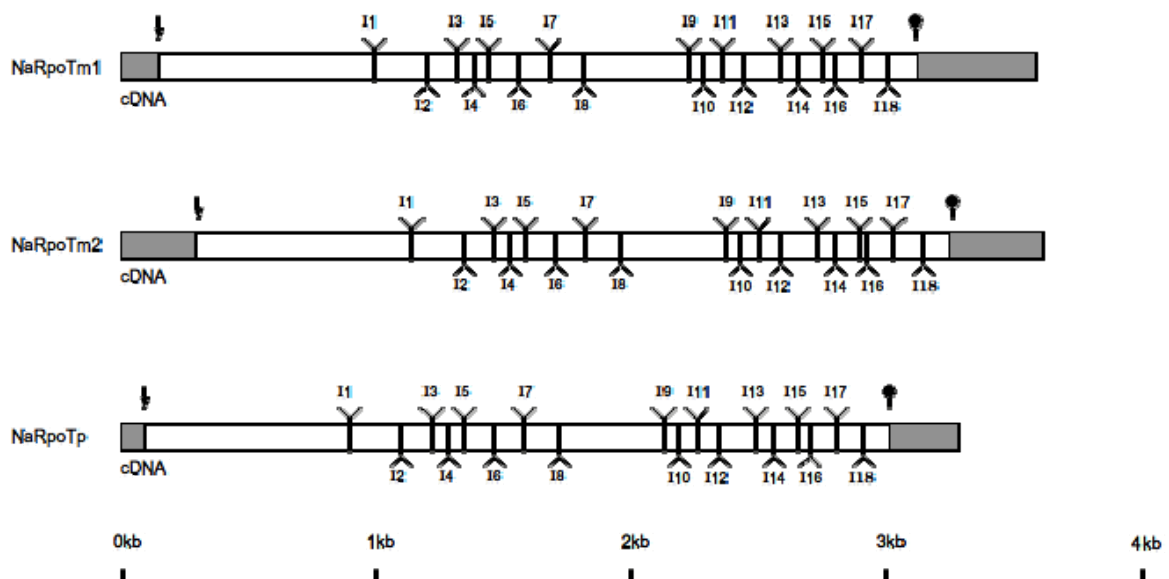 I1 I3 I5 I7 I9 I11 I13 I15 I17
NaRpoTm1
cDNA
I2 I4 I6 I8 I10 I12 I14 I16 I18
I1 I3 I5 I7 I9 I11 I13 I15 I17
NaRpoTm2
cDNA
I2 I4 I6 I8 I10 I12 I14 I16 I18
I1 I3 I5 I7 I9 I11 I13 I15 I17
NaRpoTp
cDNA
I2 I4 I6 I8 I10 I12 I14 I16 I18
0kb 1kb 2kb 3kb 4kb